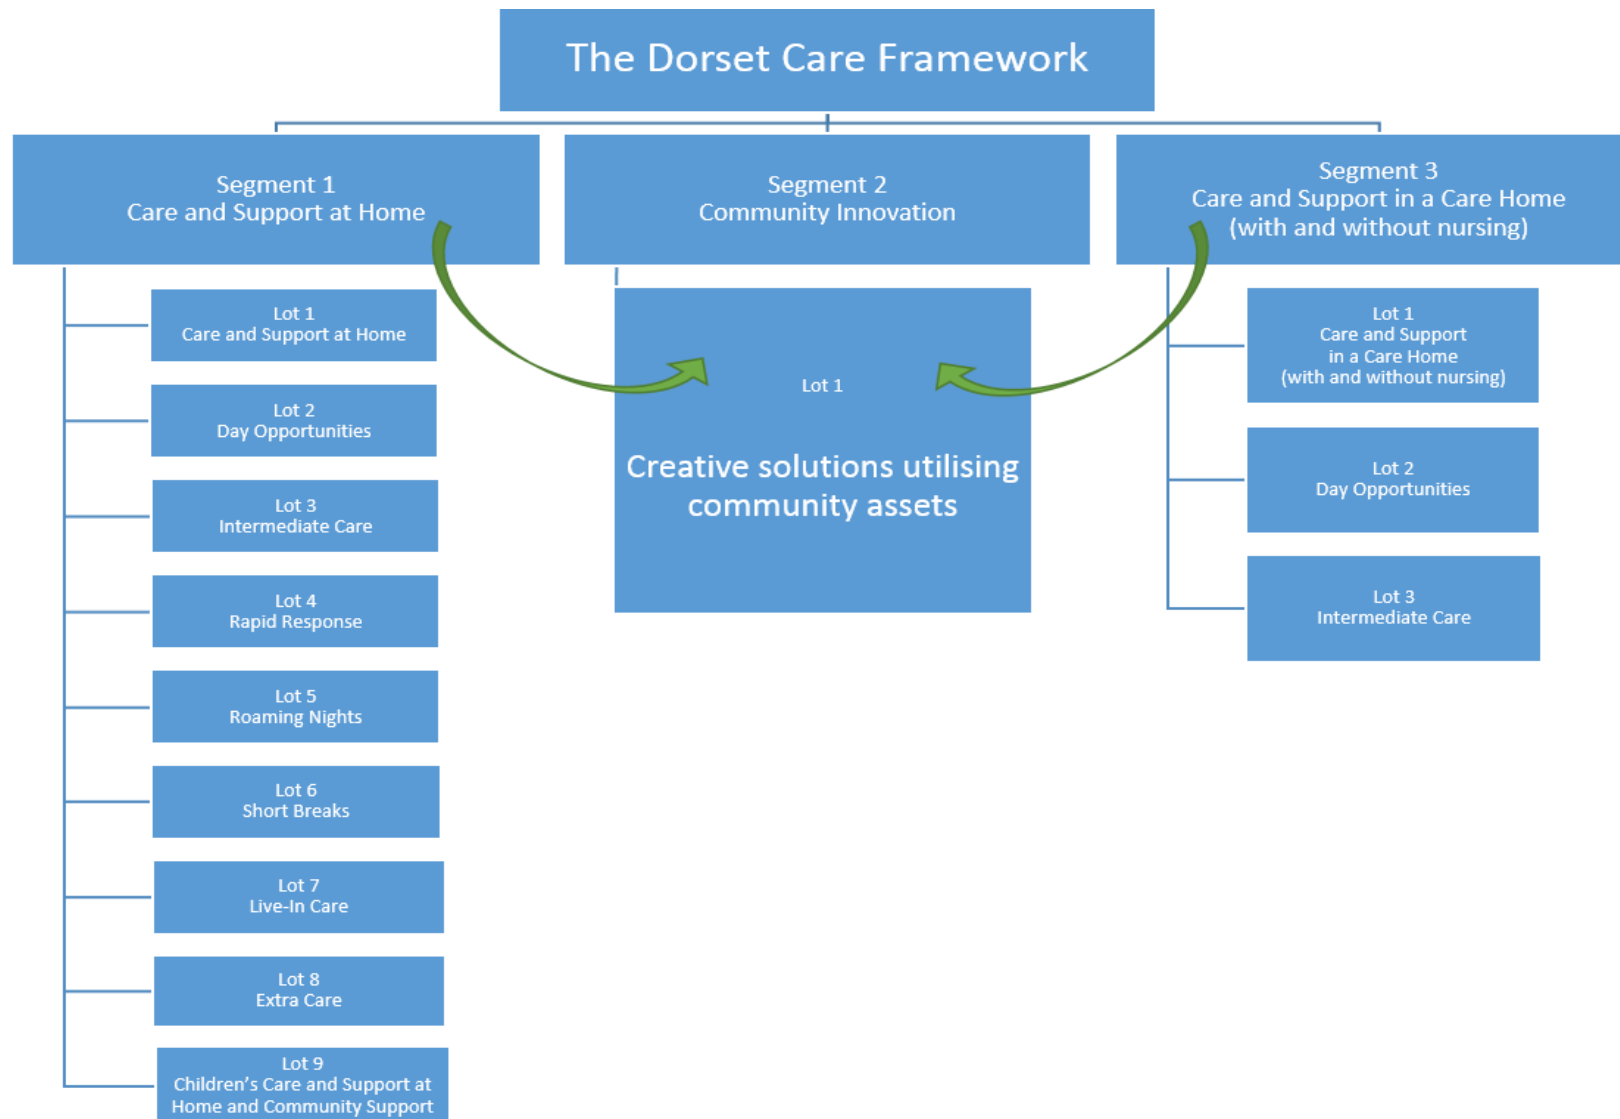 The Dorset Care Framework
Segment 1
Care and Support at Home
Segment 2
Community Innovation
Segment 3
Care and Support in a Care Home
(with and without nursing)
Lot 1
Care and Support at Home
Lot 2
Day Opportunities
Lot 3
Intermediate Care
Lot 4
Rapid Response
Lot 5
Roaming Nights
Lot 6
Short Breaks
Lot 7
Live-In Care
Lot 8
Extra Care
Lot 9
Children’s Care and Support at
Home and Community Support
Lot 1
Creative solutions utilising
community assets
Lot 1
Care and Support
in a Care Home
(with and without nursing)
Lot 2
Day Opportunities
Lot 3
Intermediate Care